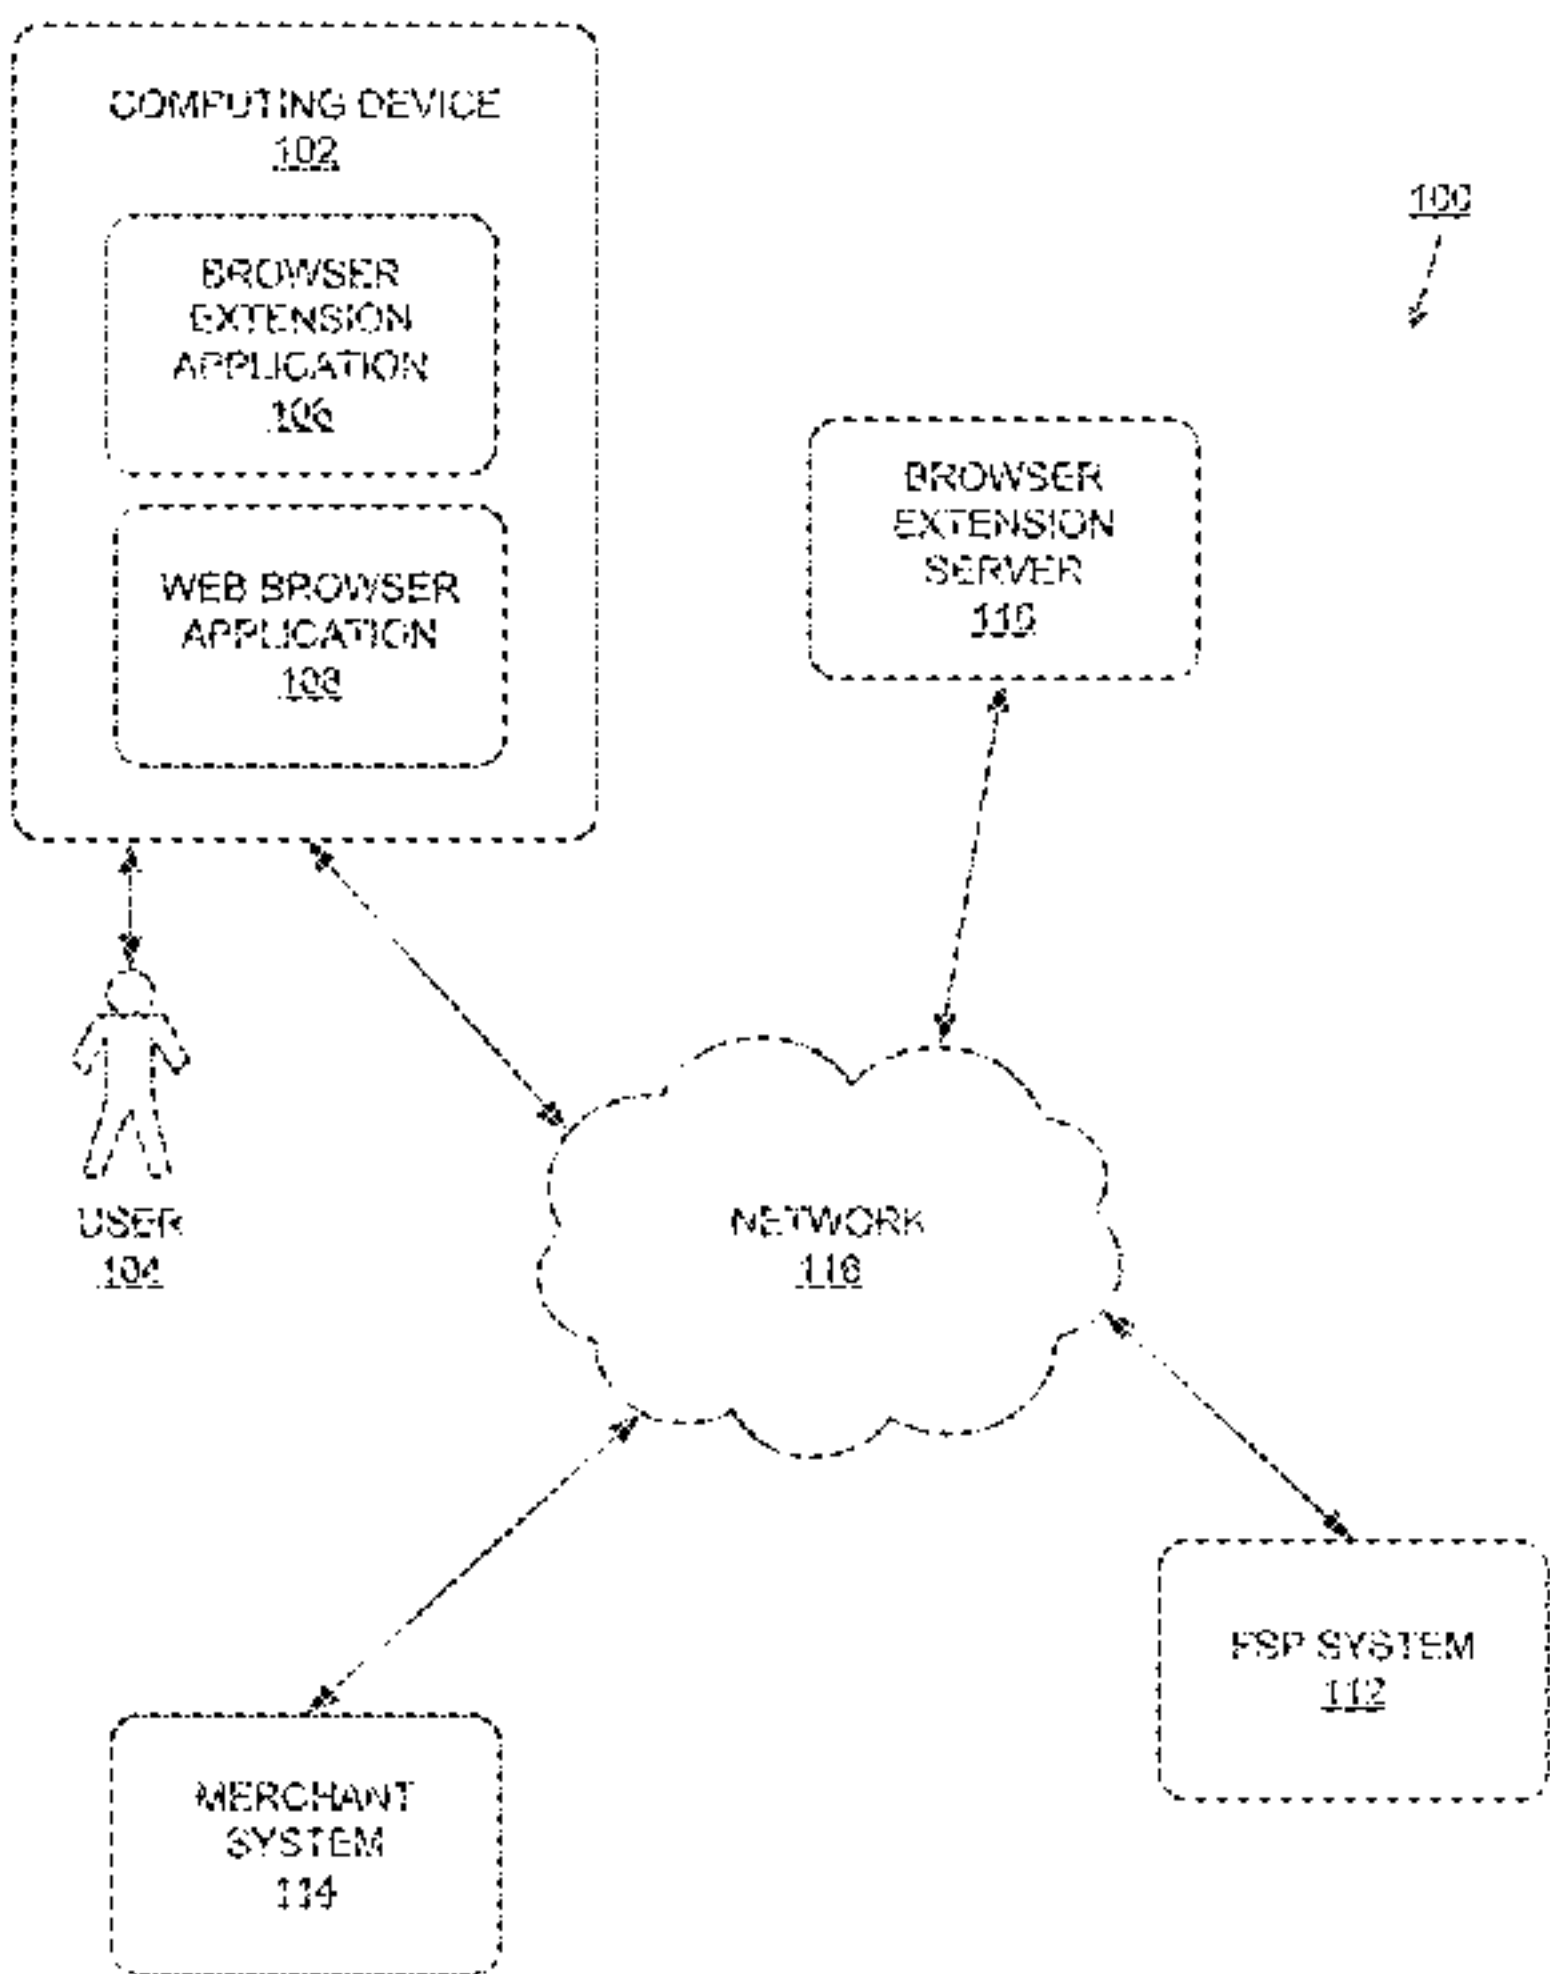 COMPUTING DEVICE
102
BROWSER
EXTENSION
APPLICATION
106
WEB BROWSER
APPLICATION
108
100
BROWSER
EXTENSION
SERVER
110
USER
104
NETWORK
116
FSP SYSTEM
112
MERCHANT
SYSTEM
114